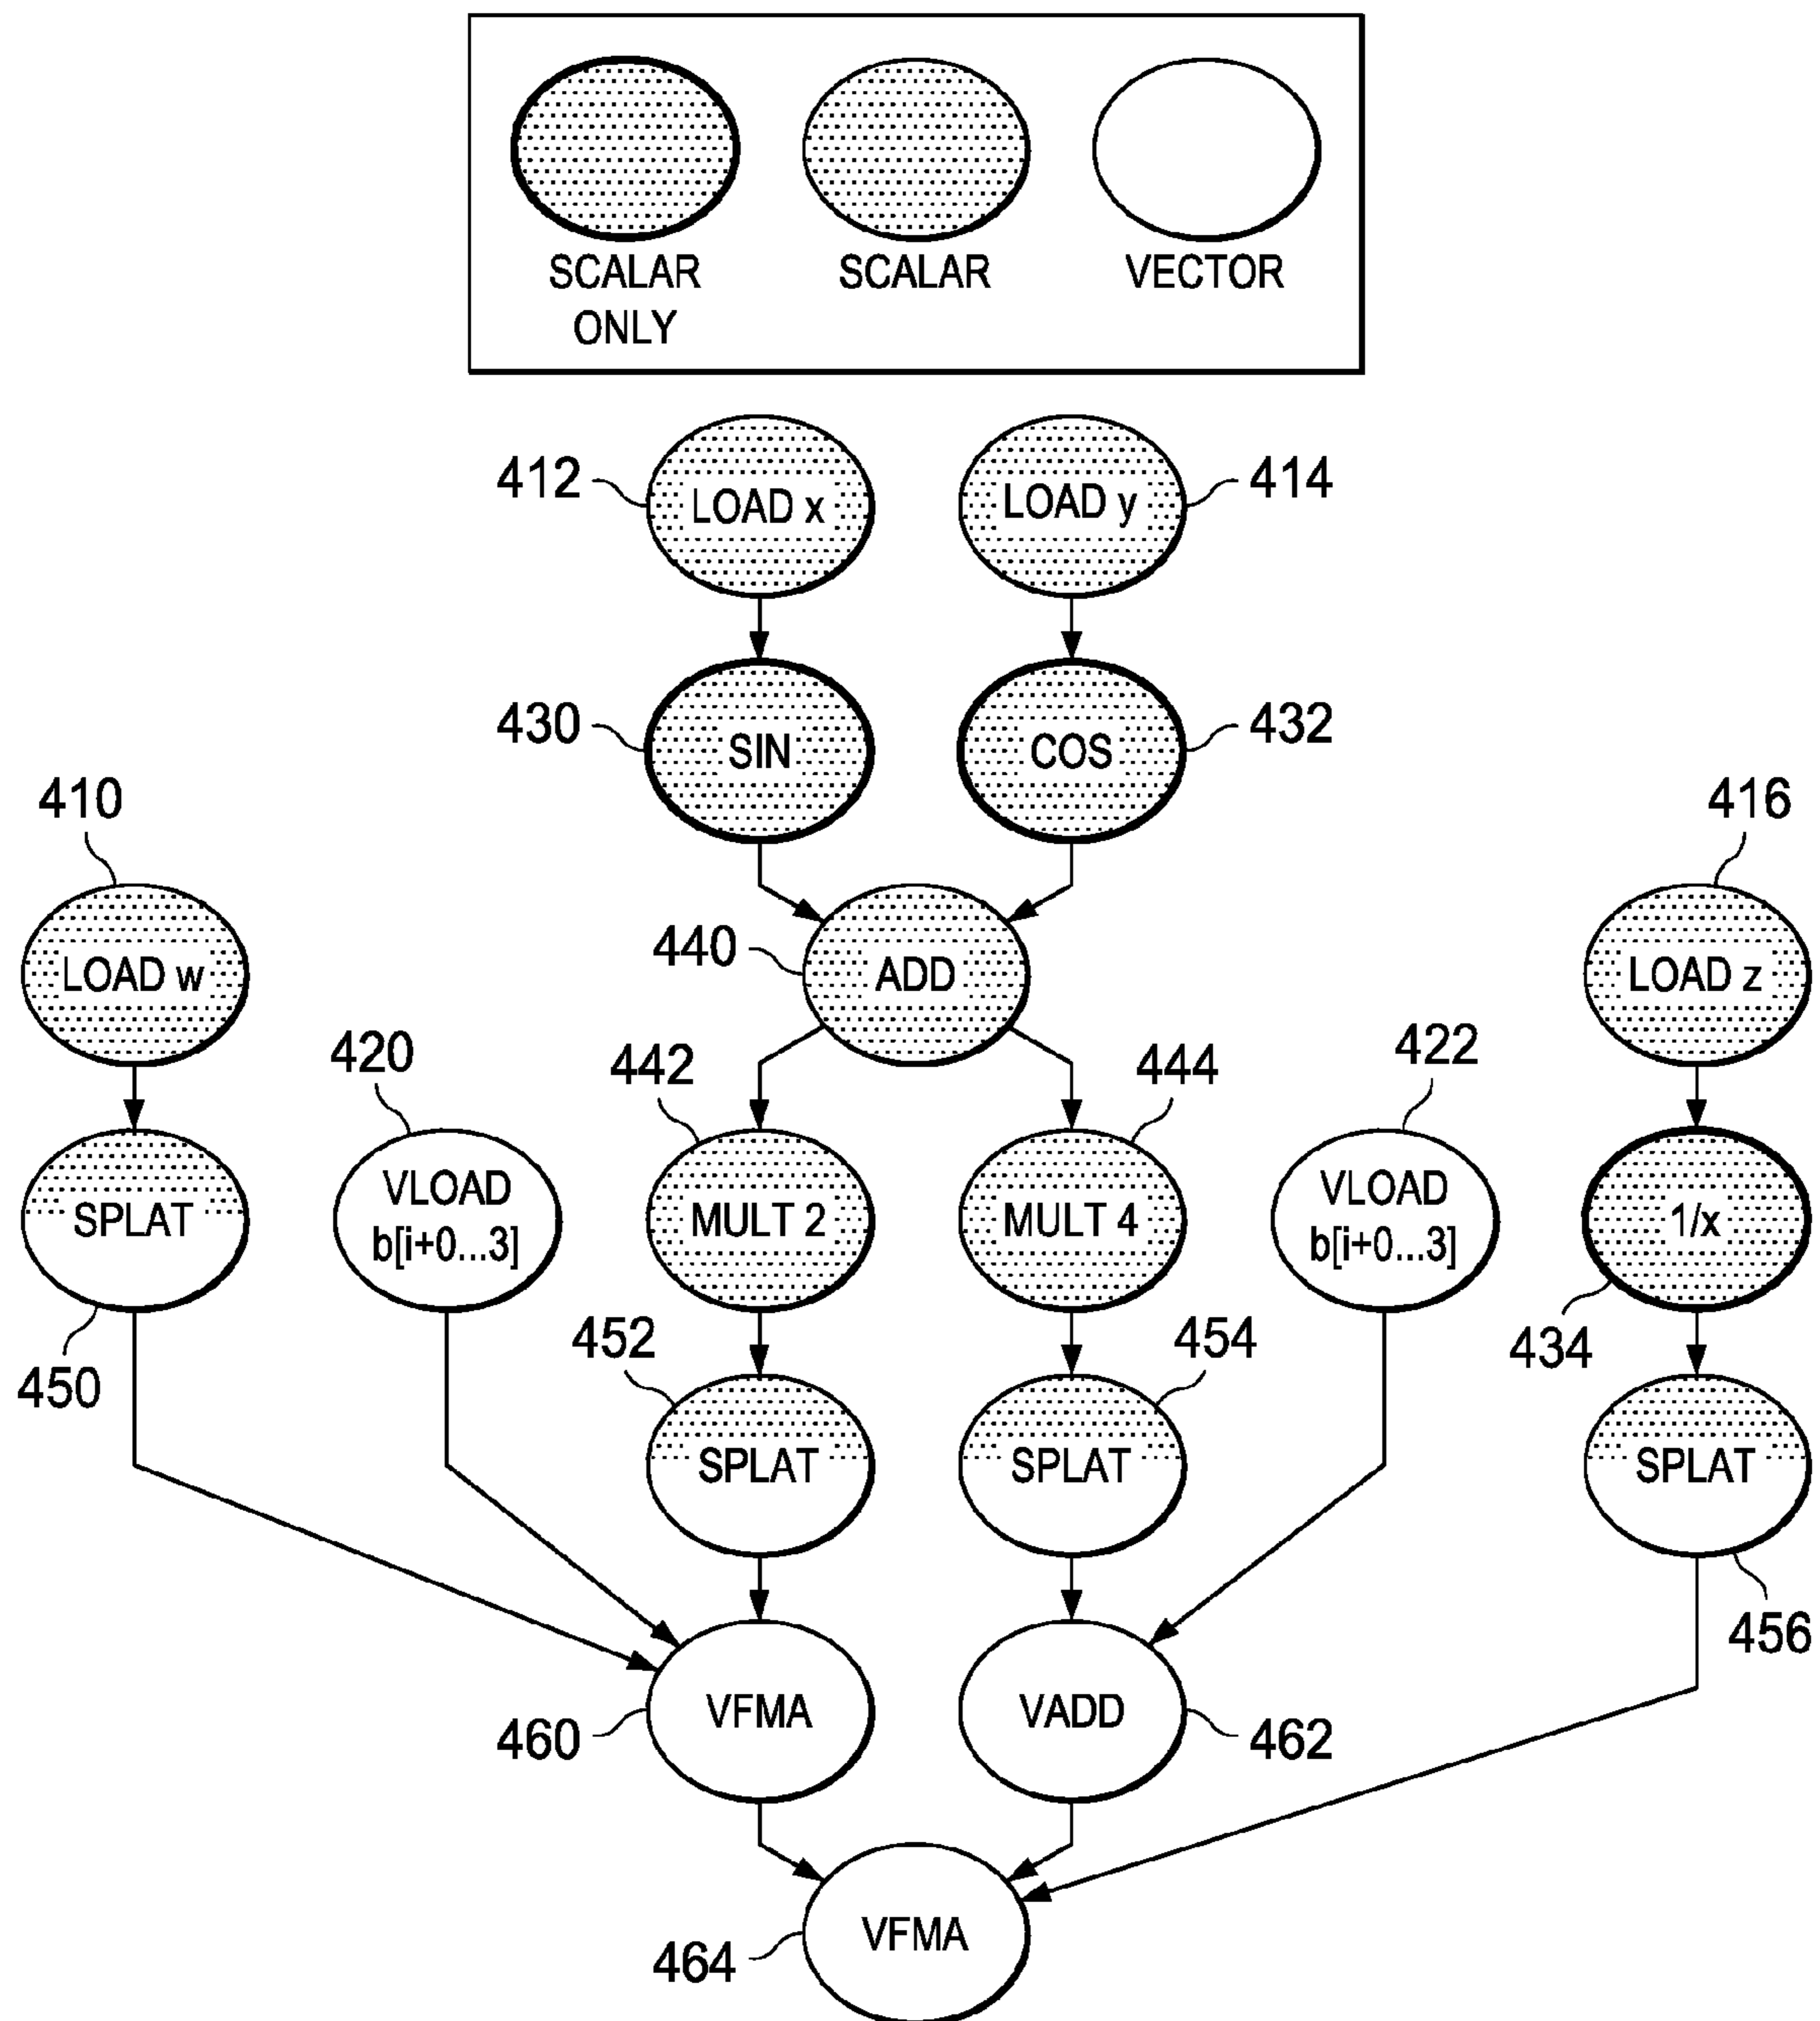 SCALAR
ONLY
SCALAR
VECTOR
412
LOAD x
LOAD y
414
430
SIN
COS
432
410
416
LOAD w
440
ADD
LOAD z
420
442
444
422
SPLAT
VLOAD
b[i+0...3]
MULT 2
MULT 4
VLOAD
b[i+0...3]
1/x
450
452
454
434
SPLAT
SPLAT
SPLAT
456
460
VFMA
VADD
462
464
VFMA